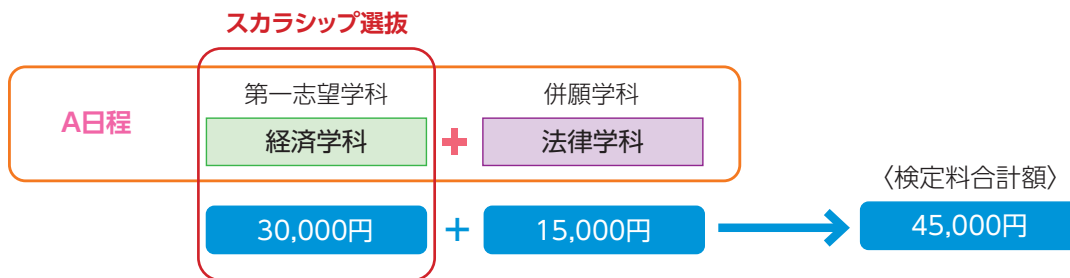 スカラシップ選抜
第一志望学科
併願学科
A日程
経済学科
+
法律学科
〈検定料合計額〉
30,000円
+
15,000円
45,000円